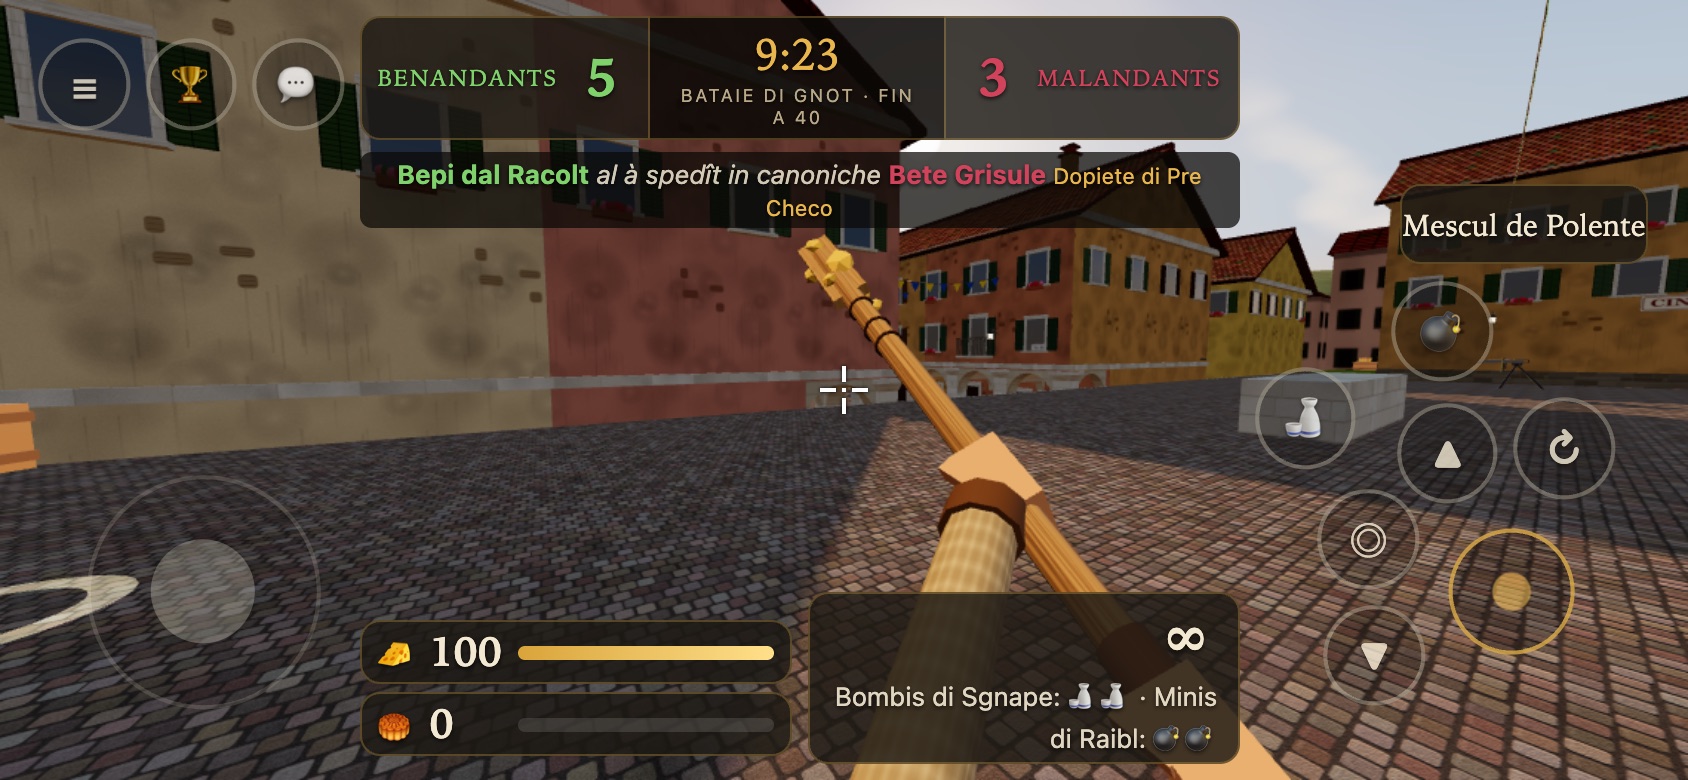 BENANDANTS 5
9:23
BATAIE DI GNOT · FIN
A 40
3 MALANDANTS
Bepi dal Racolt al à spedît in canoniche Bete Grisule Dopiete di Pre
Checo
Mescul de Polente
100
0
∞
Bombis di Sgnape: · Minis
di Raibl: